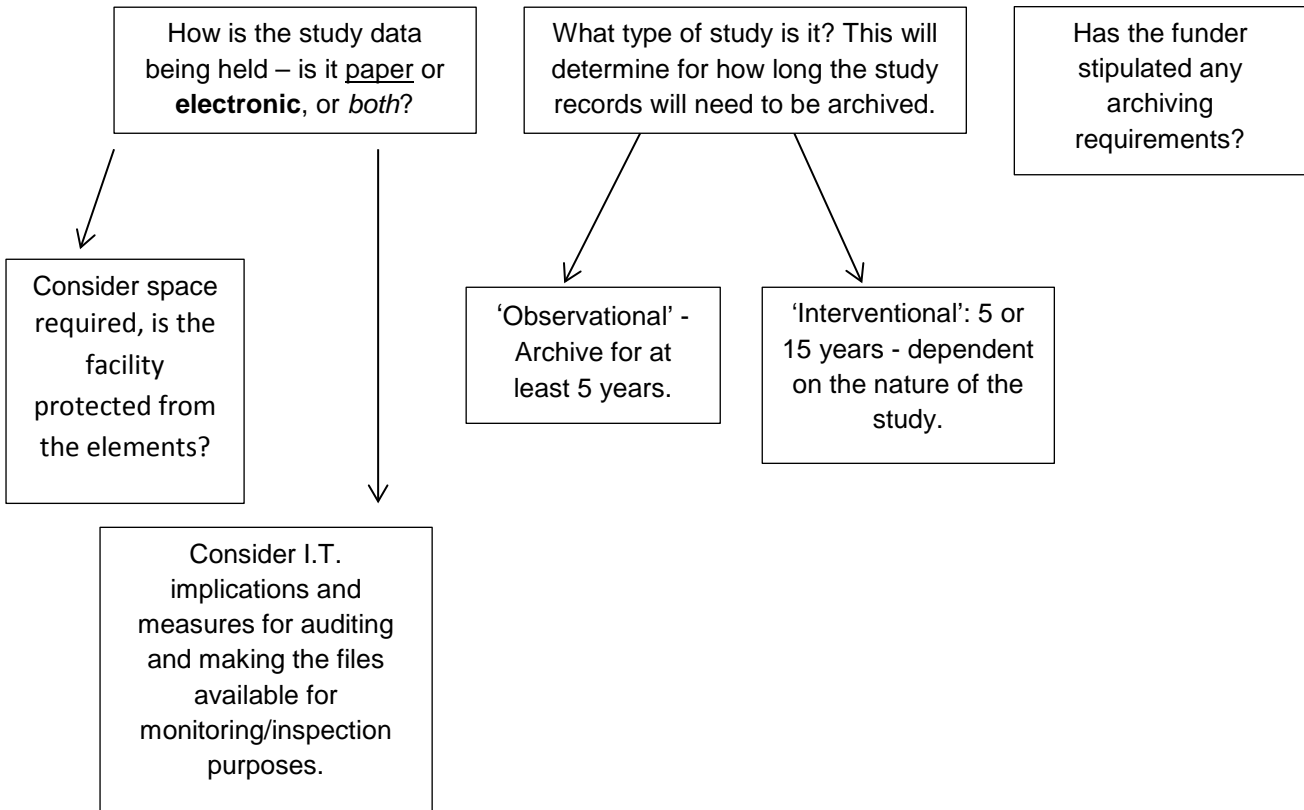 How is the study data
being held – is it paper or
electronic, or both?
What type of study is it? This will
determine for how long the study
records will need to be archived.
Has the funder
stipulated any
archiving
requirements?
Consider space
required, is the
facility
protected from
the elements?
‘Observational’ -
Archive for at
least 5 years.
‘Interventional’: 5 or
15 years - dependent
on the nature of the
study.
Consider I.T.
implications and
measures for auditing
and making the files
available for
monitoring/inspection
purposes.